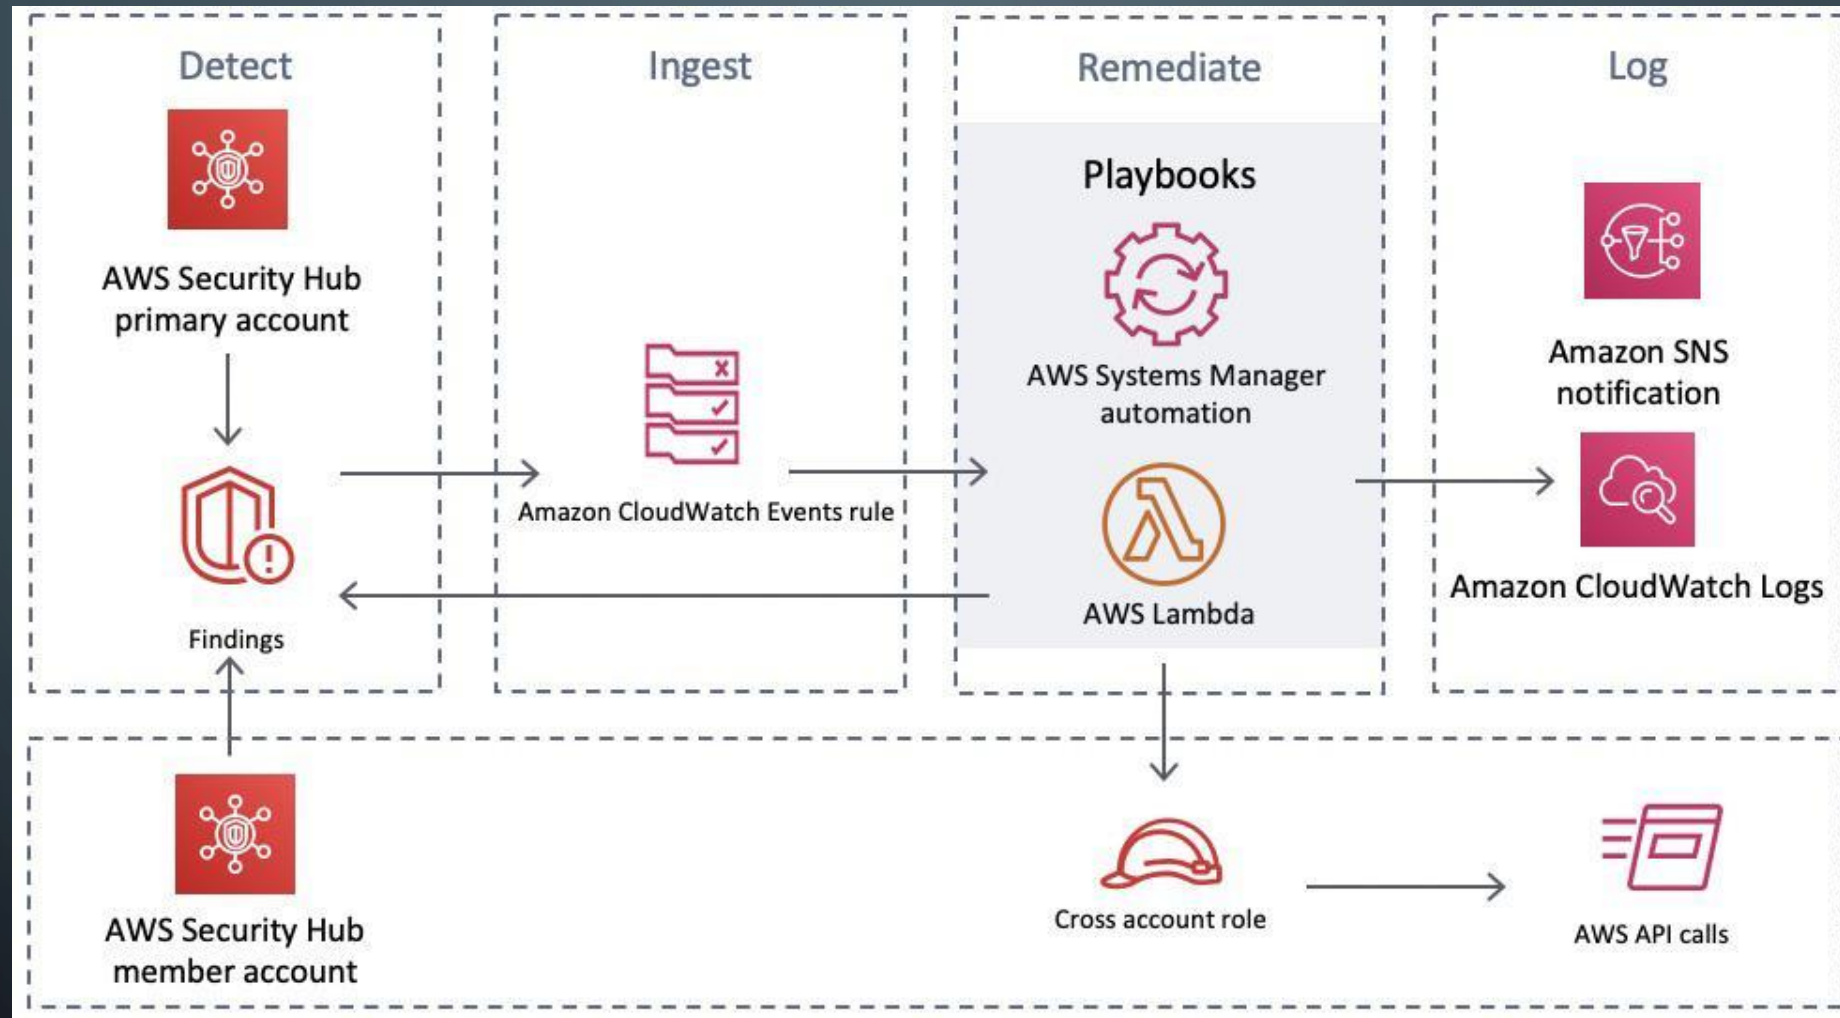 Detect
AWS Security Hub
primary account
Findings
Ingest
Amazon CloudWatch Events rule
Remediate
Playbooks
AWS Systems Manager
automation
AWS Lambda
Log
Amazon SNS
notification
Amazon CloudWatch Logs
AWS Security Hub
member account
Cross account role
AWS API calls